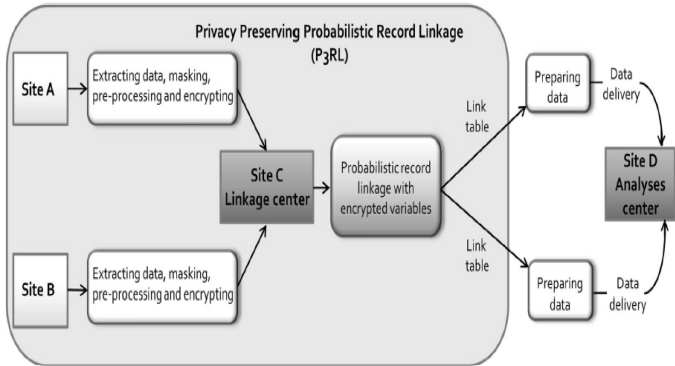 Privacy Preserving Probabilistic Record Linkage
(P3RL)
Site A
Extracting data, masking,
pre-processing and encrypting
Site C
Linkage center
Probabilistic record
linkage with
encrypted variables
Site B
Extracting data, masking,
pre-processing and encrypting
Link
table
Preparing
data
Data
delivery
Site D
Analyses
center
Link
table
Preparing
data
Data
delivery